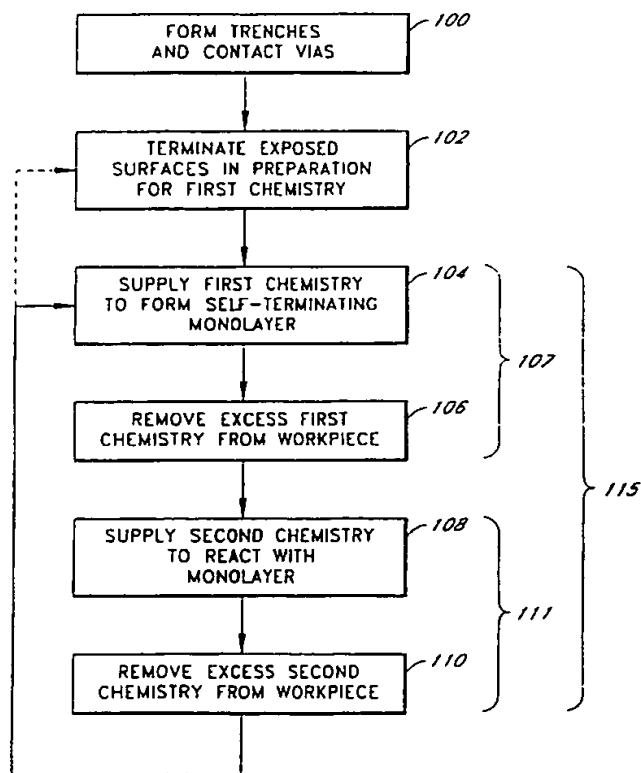 FORM TRENCHES
AND CONTACT VIAS
100
TERMINATE EXPOSED
SURFACES IN PREPARATION
FOR FIRST CHEMISTRY
102
SUPPLY FIRST CHEMISTRY
TO FORM SELF-TERMINATING
MONOLAYER
104
REMOVE EXCESS FIRST
CHEMISTRY FROM WORKPIECE
106
107
SUPPLY SECOND CHEMISTRY
TO REACT WITH
MONOLAYER
108
REMOVE EXCESS SECOND
CHEMISTRY FROM WORKPIECE
110
111
115